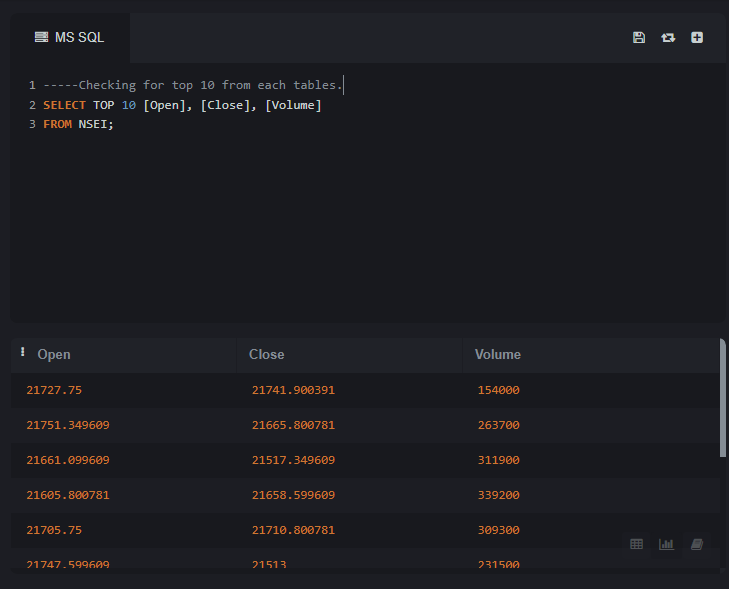 MS SQL
1 -----Checking for top 10 from each tables.
2 SELECT TOP 10 [Open], [Close], [Volume]
3 FROM NSEI;
Open Close Volume
21727.75 21741.900391 154000
21751.349609 21665.800781 263700
21661.099609 21517.349609 311900
21605.800781 21658.599609 339200
21705.75 21710.800781 309300
21747.599609 21513 231500